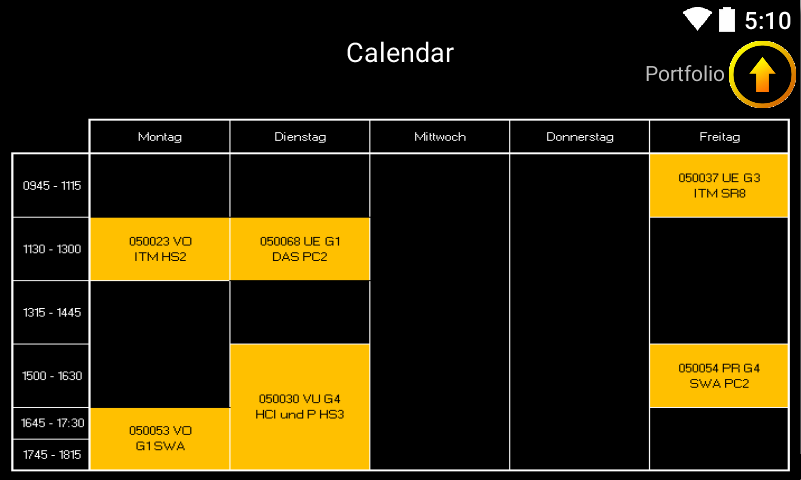 5:10
Calendar
Portfolio
Montag Dienstag Mittwoch Donnerstag Freitag
0945 - 1115
050037 UE G3
ITM SR8
1130 - 1300
050023 VO
ITM HS2
050068 UE G1
DAS PC2
1315 - 1445
1500 - 1630
050030 VU G4
HCI und P HS3
050054 PR G4
SWA PC2
1645 - 17:30
050053 VO
G1SWA
1745 - 1815